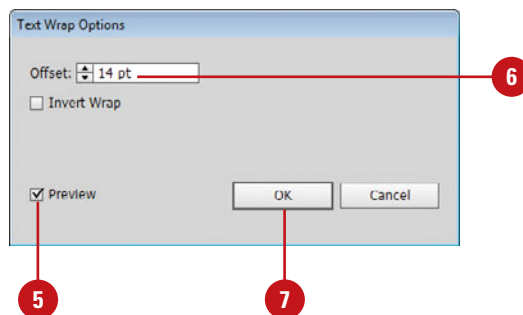 Text Wrap Options
Offset: 14 pt
6
Invert Wrap
Preview
OK
Cancel
5
7